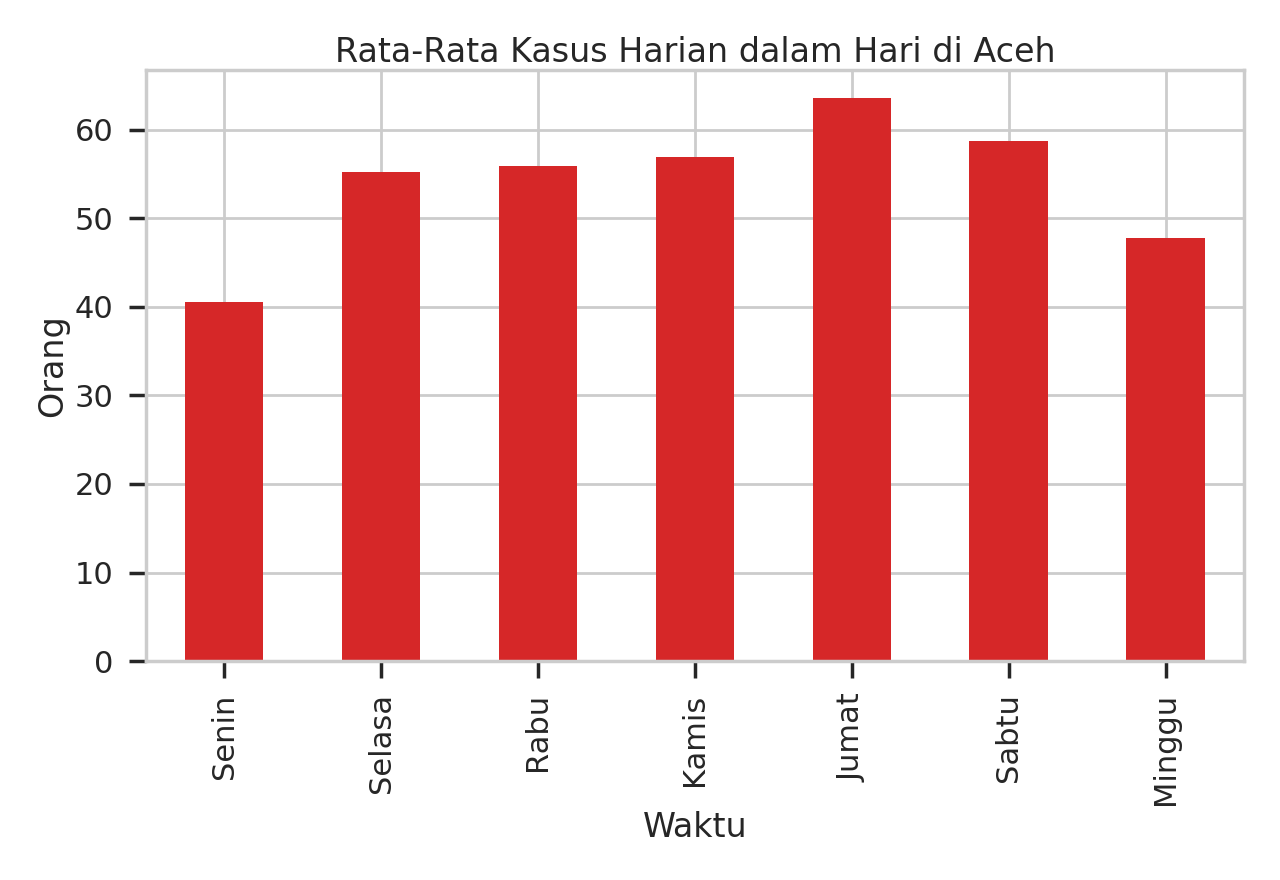 Rata-Rata Kasus Harian dalam Hari di Aceh
Orang
60
50
40
30
20
10
0
Senin
Selasa
Rabu
Kamis
Jumat
Sabtu
Minggu
Waktu